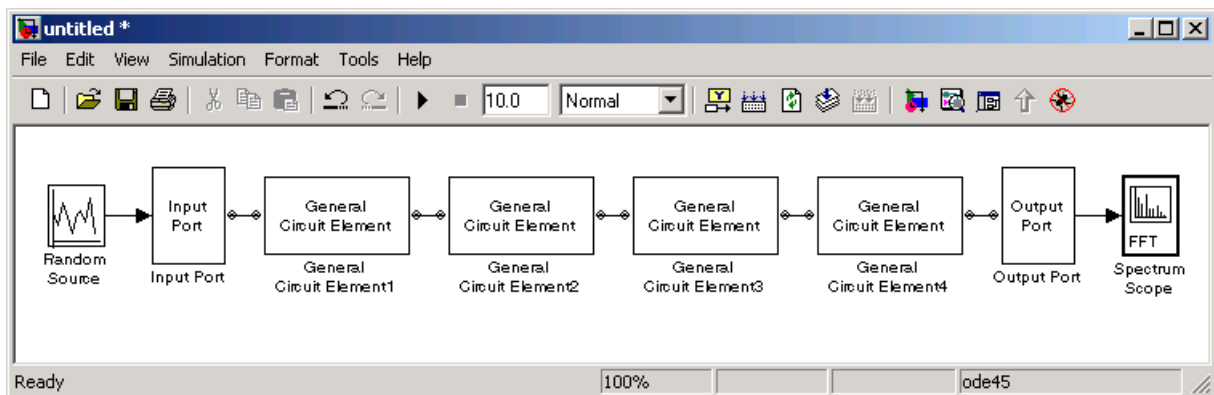 untitled *
File Edit View Simulation Format Tools Help
10.0 Normal
Random
Source
Input
Port
Input Port
General
Circuit Element
General
Circuit Element1
General
Circuit Element
General
Circuit Element2
General
Circuit Element
General
Circuit Element3
General
Circuit Element
General
Circuit Element4
Output
Port
Output Port
FFT
Spectrum
Scope
Ready 100% ode45